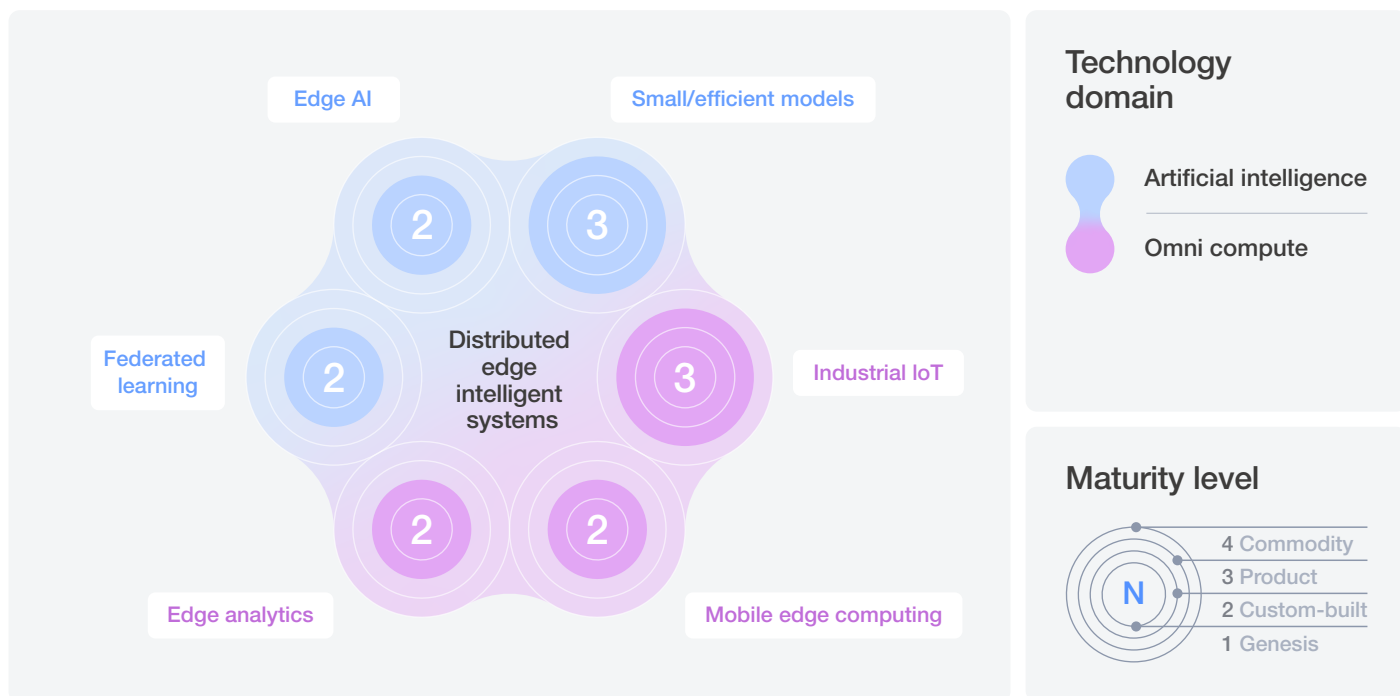 Edge AI
Small/efficient models
2
3
Federated
learning
2
Distributed
edge
intelligent
systems
3
Industrial IoT
2
2
Edge analytics
Mobile edge computing
Technology
domain
Artificial intelligence
Omni compute
Maturity level
N
4 Commodity
3 Product
2 Custom-built
1 Genesis